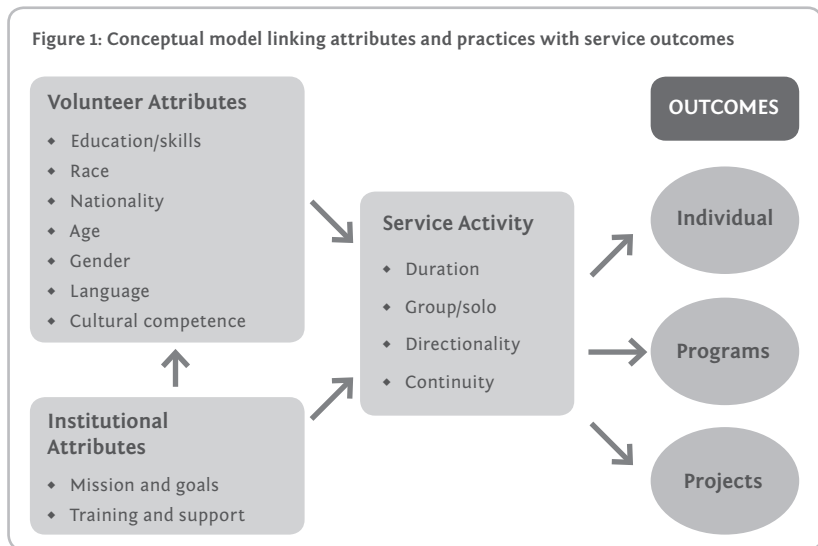 Figure 1: Conceptual model linking attributes and practices with service outcomes
Volunteer Attributes
◆ Education/skills
◆ Race
◆ Nationality
◆ Age
◆ Gender
◆ Language
◆ Cultural competence
Institutional
Attributes
◆ Mission and goals
◆ Training and support
Service Activity
◆ Duration
◆ Group/solo
◆ Directionality
◆ Continuity
OUTCOMES
Individual
Programs
Projects